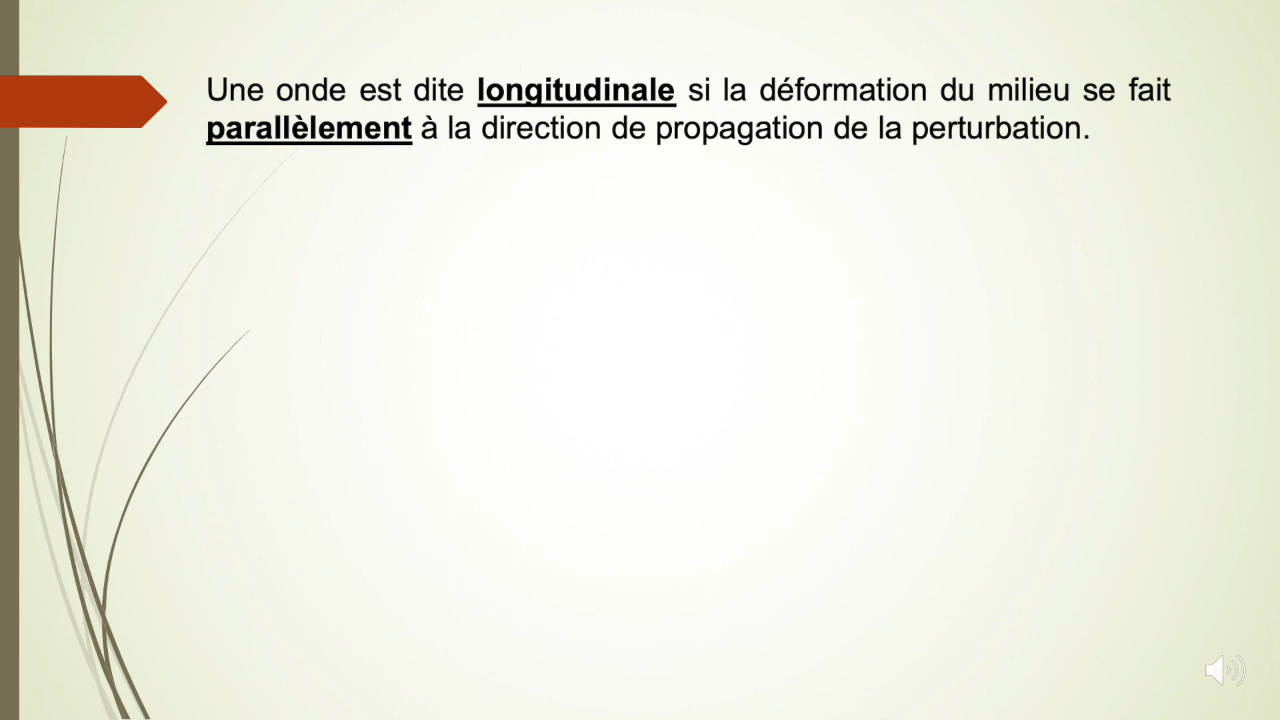 Une onde est dite longitudinale si la déformation du milieu se fait
parallèlement à la direction de propagation de la perturbation.